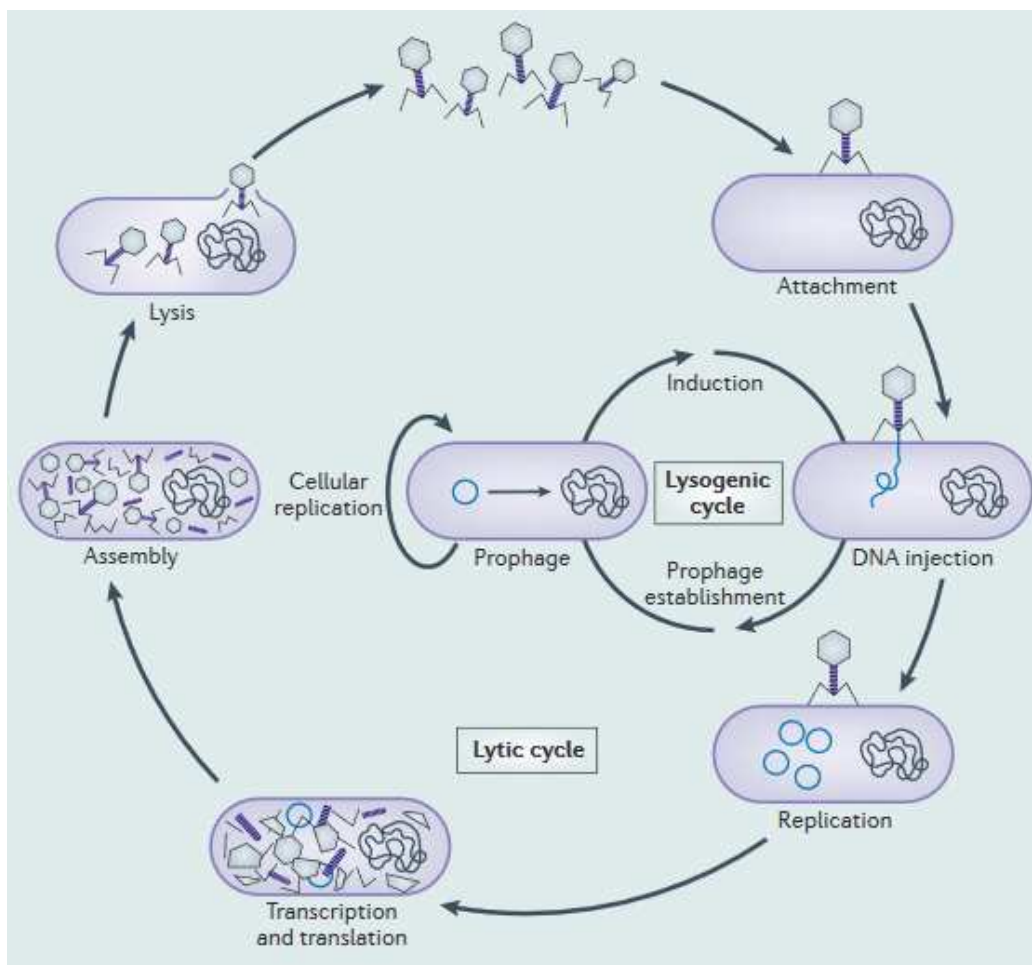 Attachment
Lysis
Induction
Cellular
replication
Lysogenic
cycle
Assembly
Prophage
DNA injection
Prophage
establishment
Lytic cycle
Replication
Transcription
and translation